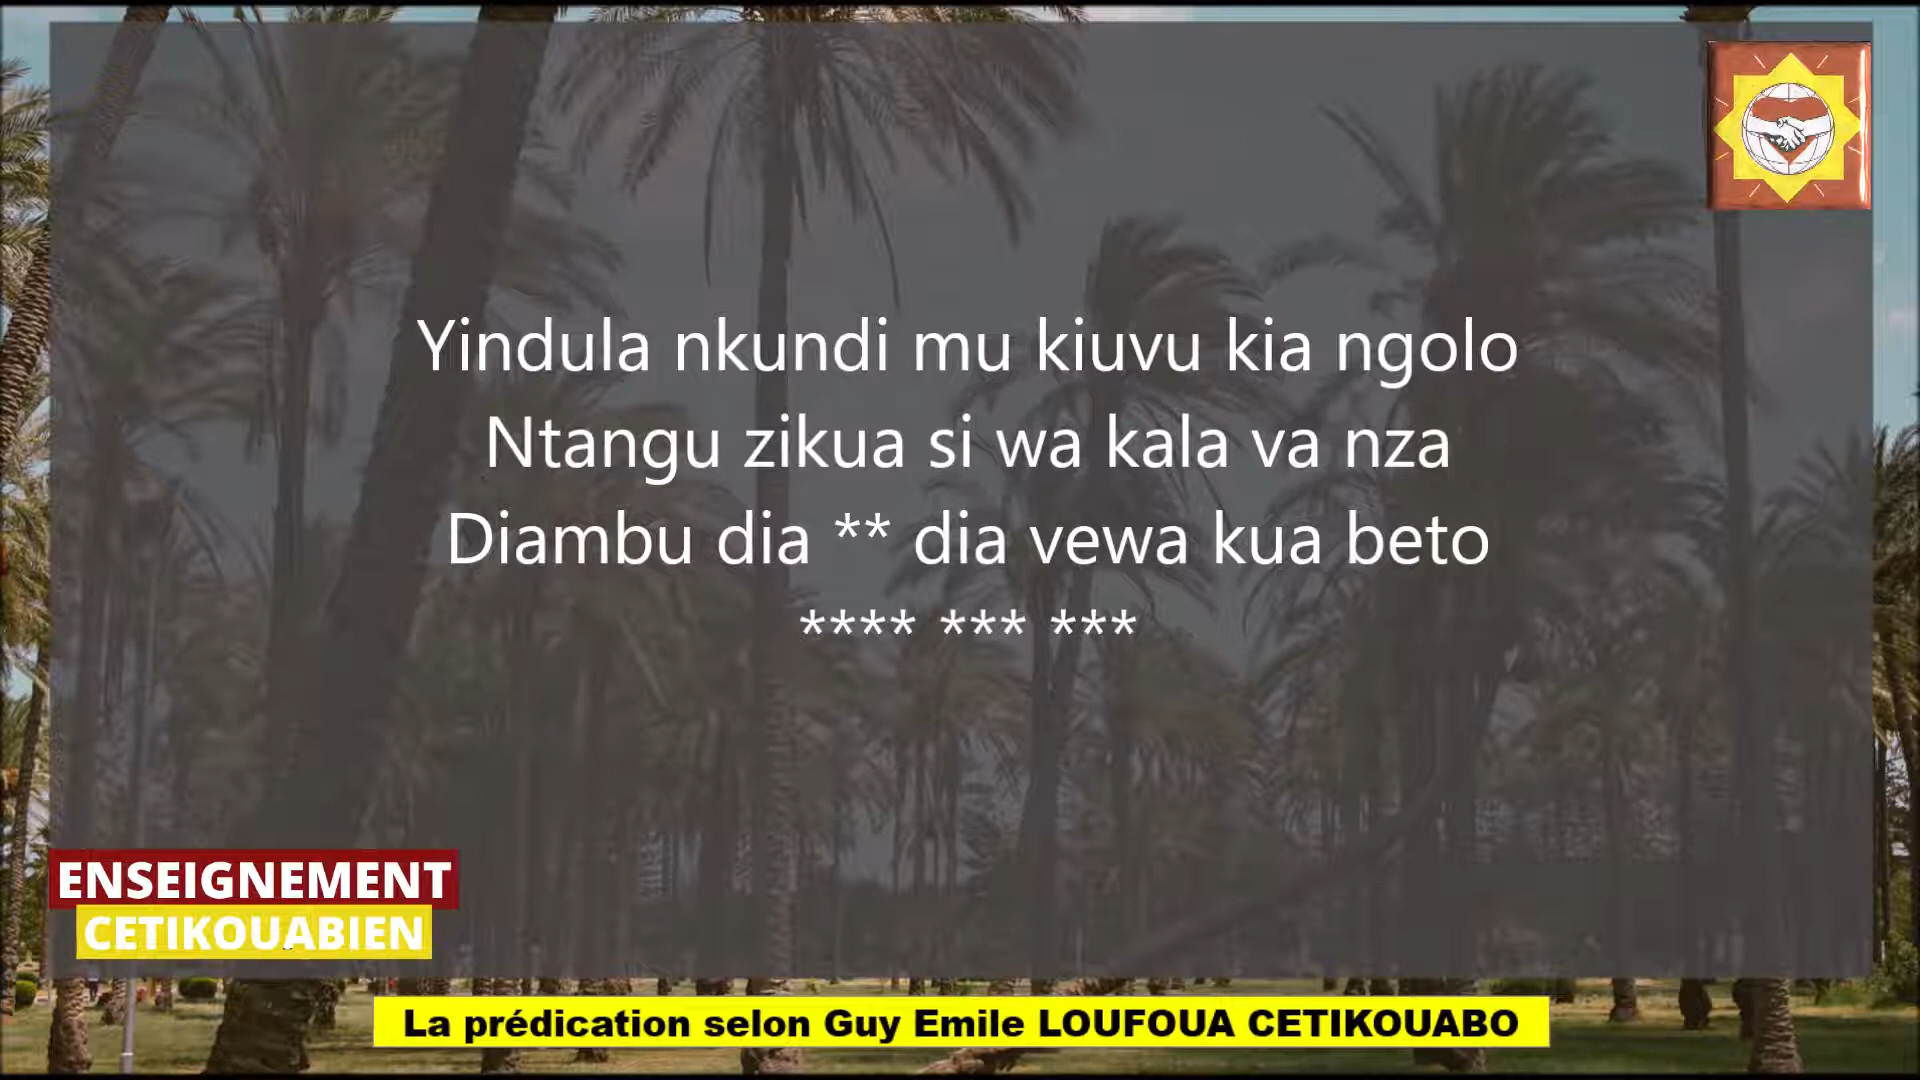 Yindula nkundi mu kiuvu kia ngolo
Ntangu zikua si wa kala va nza
Diambu dia ** dia vewa kua beto
**** *** ***
ENSEIGNEMENT
CETIKOUABIEN
La prédication selon Guy Emile LOUFOUA CETIKOUABO